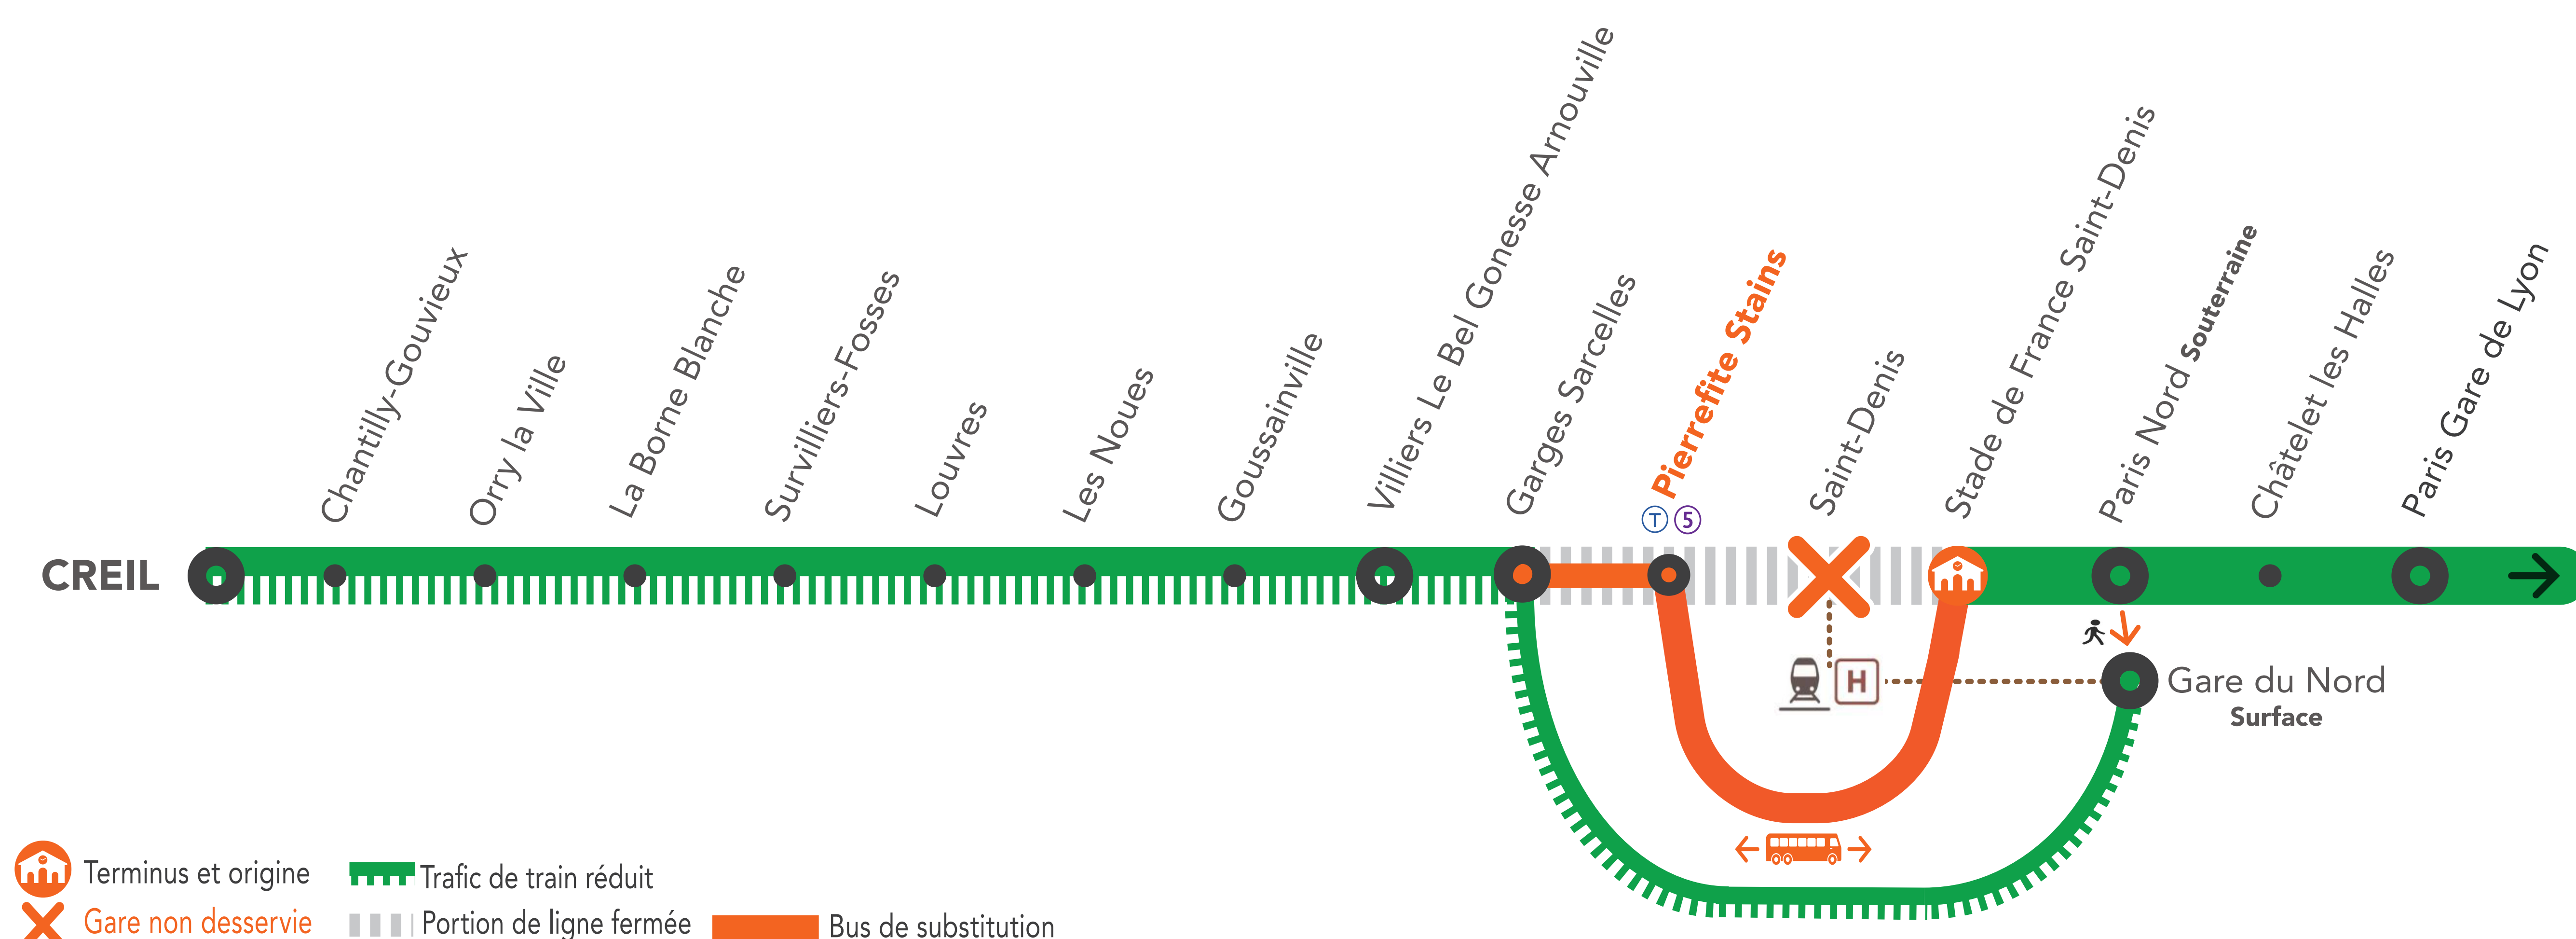 Chantilly-Gouvieux
Orry la Ville
La Borne Blanche
Survilliers-Fosses
Louvres
Les Noues
Goussainville
Villiers Le Bel Gonesse Arnouville
Garges Sarcelles
Pierrefite Stains
Saint-Denis
Stade de France Saint-Denis
Paris Nord Souterraine
Châtelet les Halles
Paris Gare de Lyon
T 5
CREIL
H
Gare du Nord
Surface
Terminus et origine
Trafic de train réduit
Gare non desservie
Portion de ligne fermée
Bus de substitution